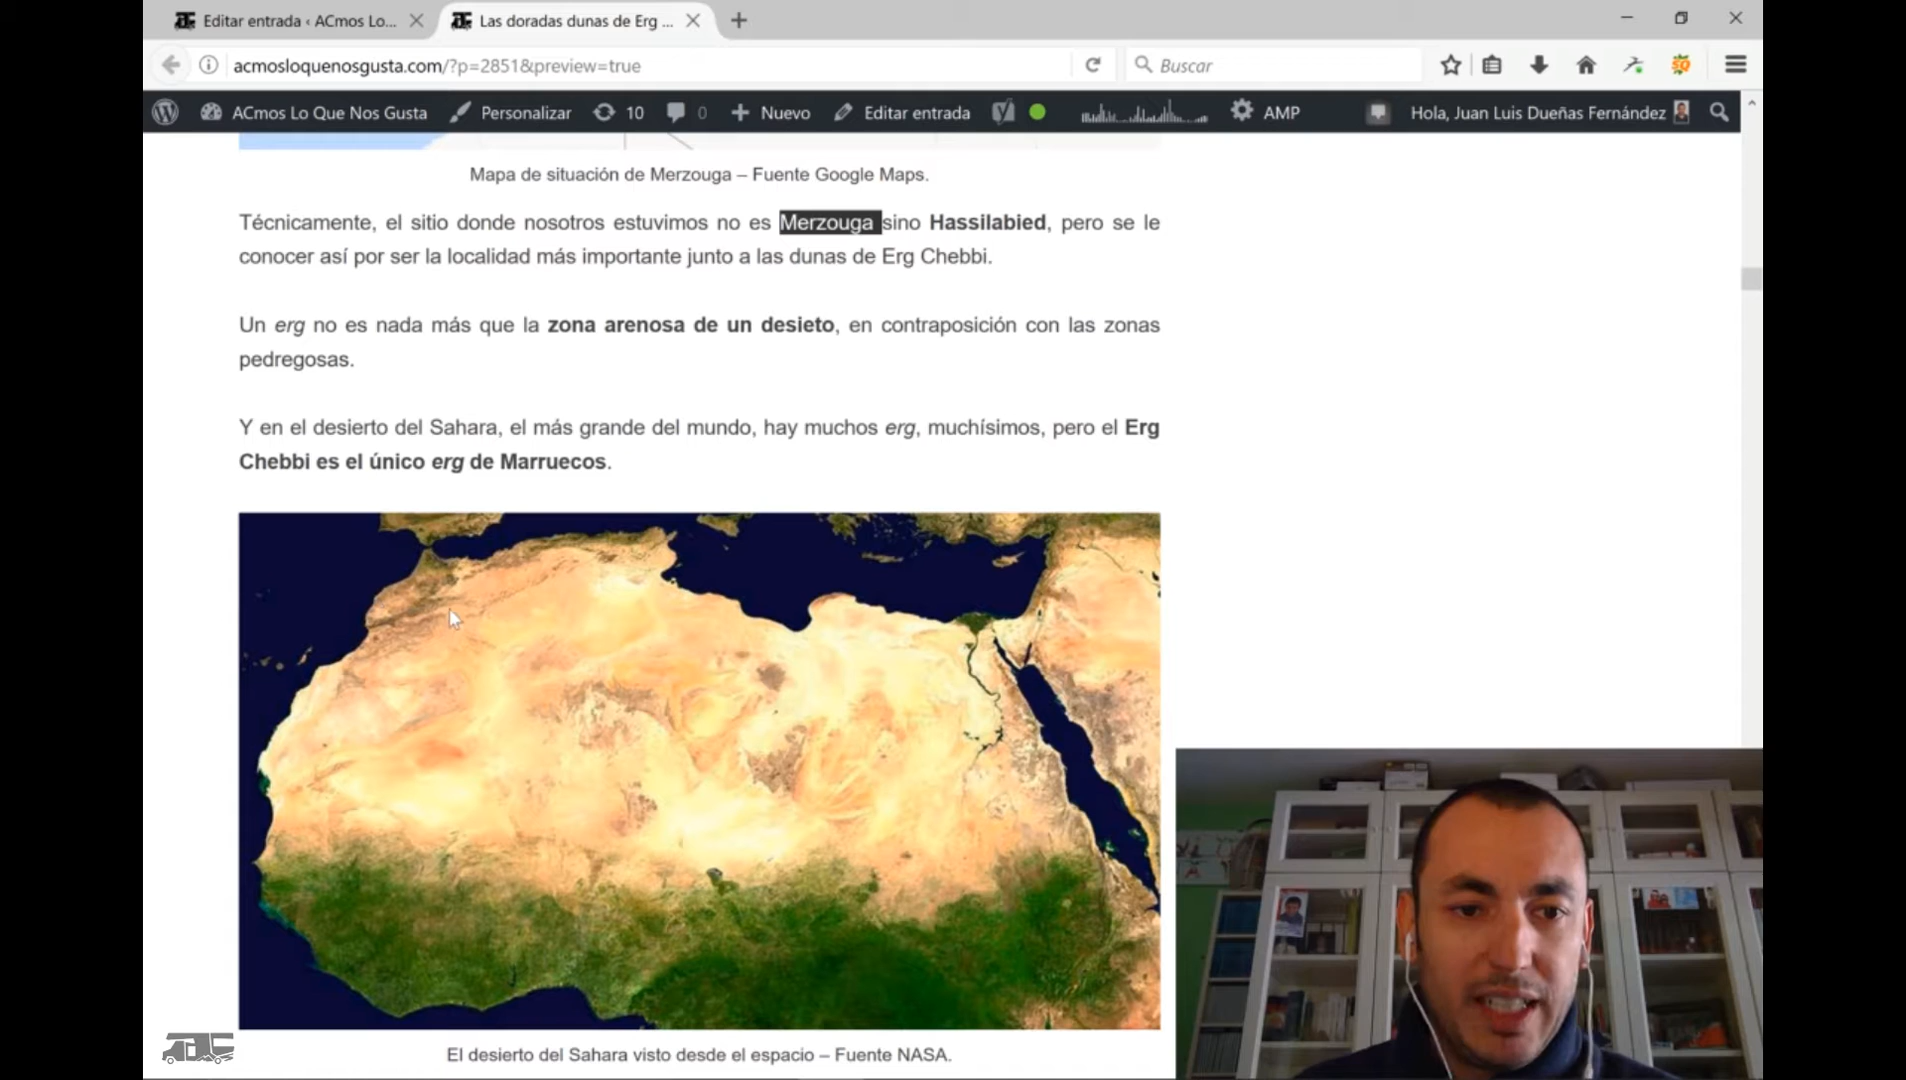 Editar entrada ‹ ACmos Lo...
Las doradas dunas de Erg ...
acmosloquenosgusta.com/?p=2851&preview=true
Buscar
ACmos Lo Que Nos Gusta
Personalizar
10
0
Nuevo
Editar entrada
AMP
Hola, Juan Luis Dueñas Fernández
Mapa de situación de Merzouga – Fuente Google Maps.
Técnicamente, el sitio donde nosotros estuvimos no es Merzouga sino Hassilabied, pero se le
conocer así por ser la localidad más importante junto a las dunas de Erg Chebbi.
Un erg no es nada más que la zona arenosa de un desieto, en contraposición con las zonas
pedregosas.
Y en el desierto del Sahara, el más grande del mundo, hay muchos erg, muchísimos, pero el Erg
Chebbi es el único erg de Marruecos.
El desierto del Sahara visto desde el espacio – Fuente NASA.